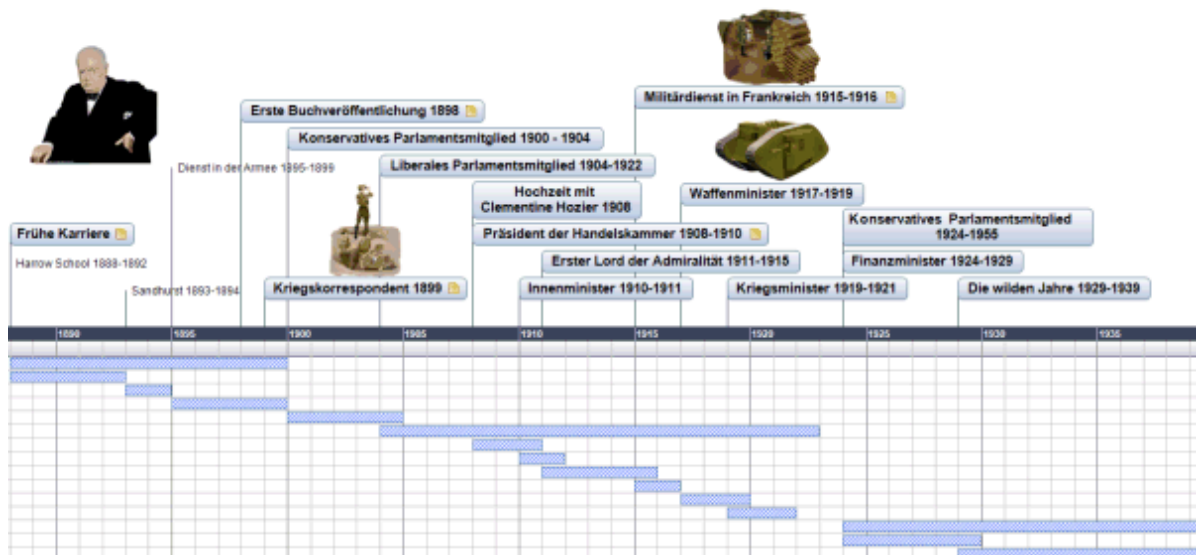 Militärdienst in Frankreich 1915-1916
Erste Buchveröffentlichung 1898
Konservatives Parlamentsmitglied 1900 - 1904
Dienst in der Armee 1895-1899
Liberales Parlamentsmitglied 1904-1922
Hochzeit mit
Clementine Hozier 1908
Waffenminister 1917-1919
Konservatives Parlamentsmitglied
1924-1955
Frühe Karriere
Präsident der Handelskammer 1908-1910
Harrow School 1888-1892
Erster Lord der Admiralität 1911-1915
Finanzminister 1924-1929
Sandhurst 1893-1894
Kriegskorrespondent 1899
Innenminister 1910-1911
Kriegsminister 1919-1921
Die wilden Jahre 1929-1939
1890 1895 1900 1905 1910 1915 1920 1925 1930 1935